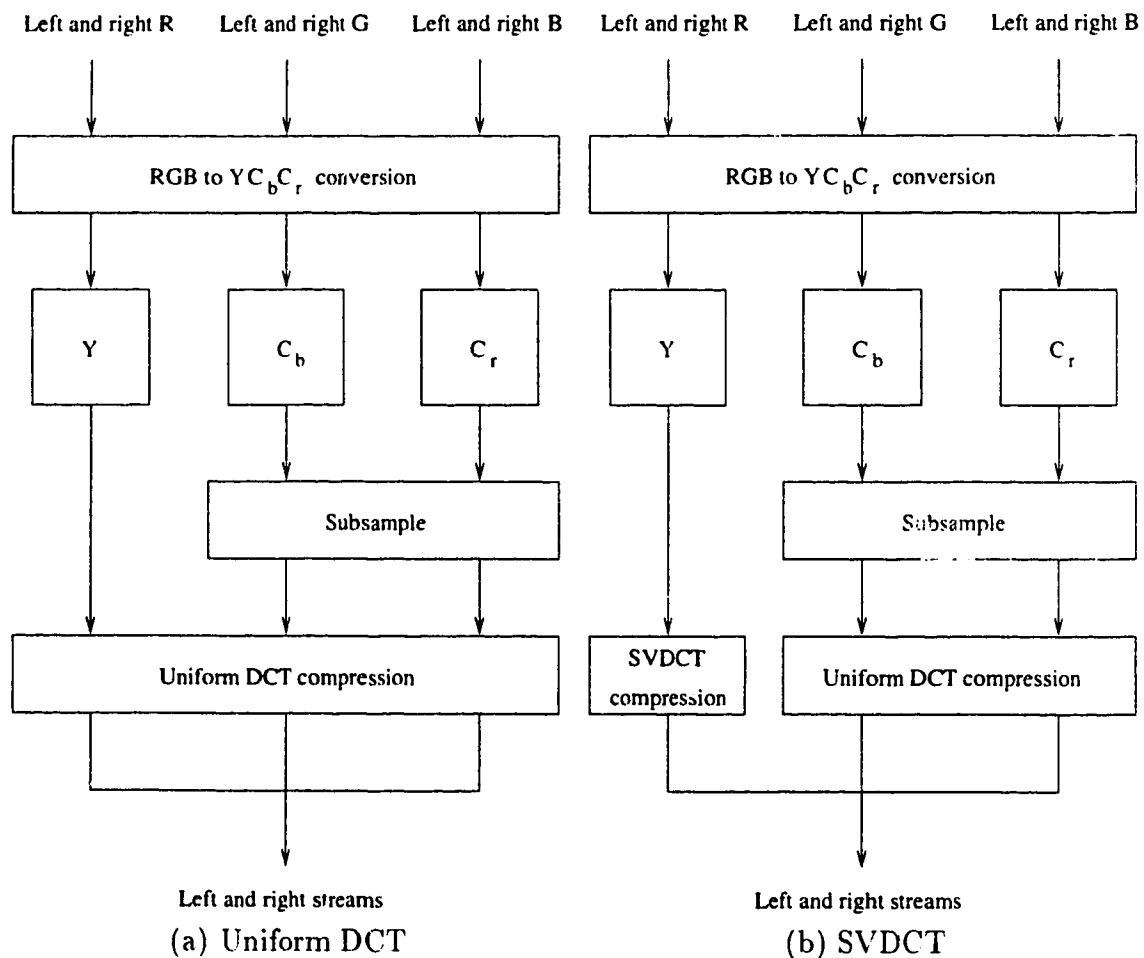 Left and right R Left and right G Left and right B
RGB to YC_bC_r conversion
Y C_b C_r
Subsample
Uniform DCT compression
Left and right streams
(a) Uniform DCT
Left and right R Left and right G Left and right B
RGB to YC_bC_r conversion
Y C_b C_r
Subsample
SVDCT
compression
Uniform DCT compression
Left and right streams
(b) SVDCT